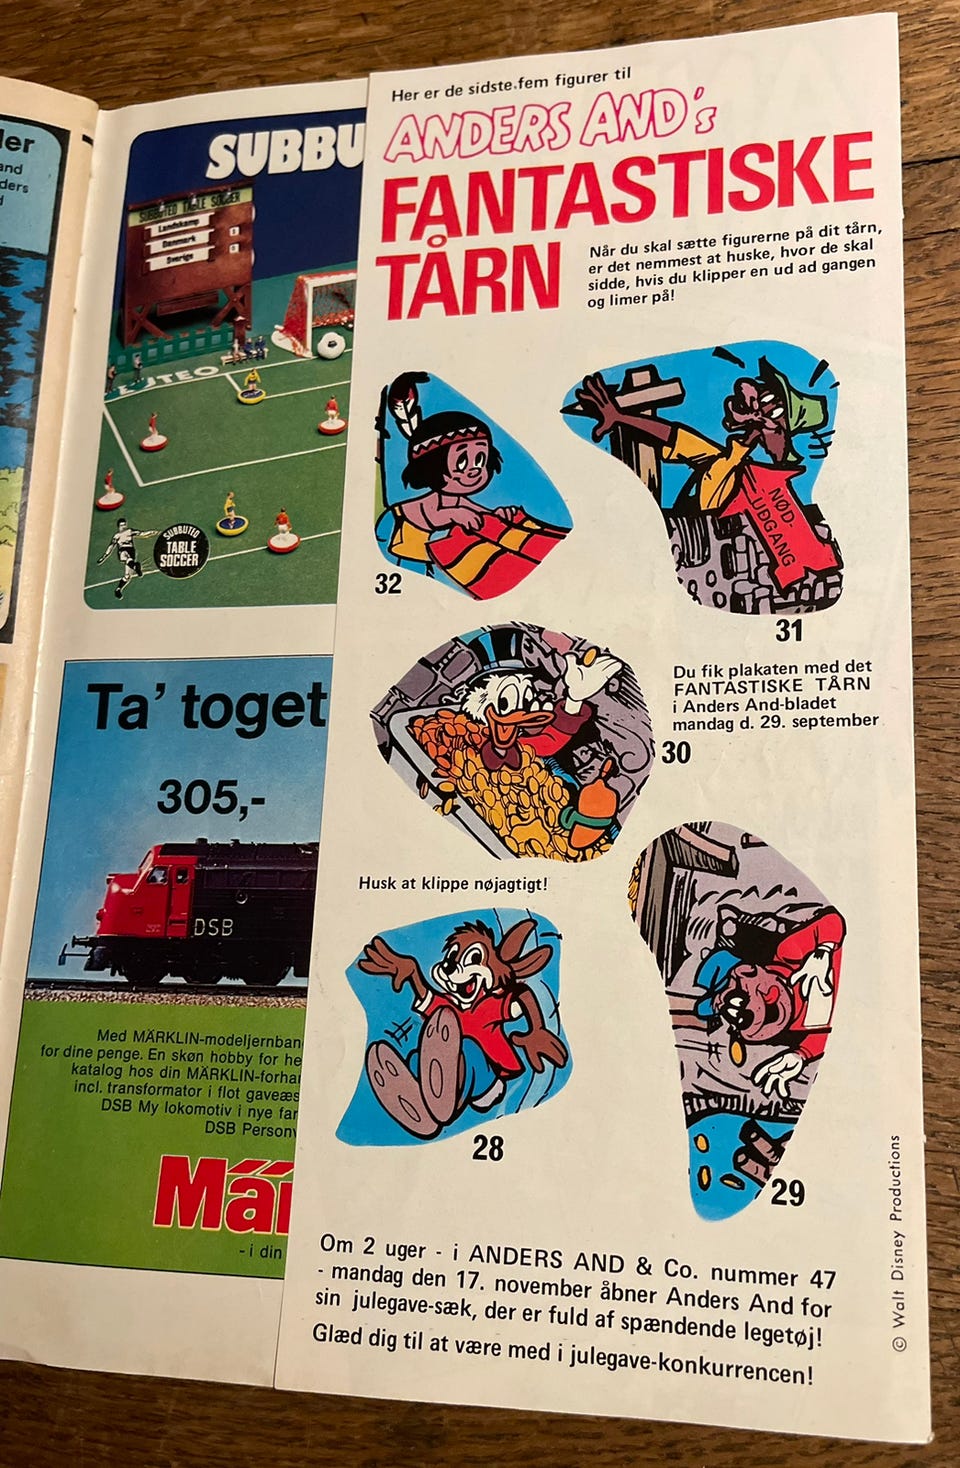 ler
and
ders
d
SUBBU
SUBBUTEO TABLE SOCCER
Landskamp
Danmark 1
Sverige 1
EUTEO
SUBBUTEO
TABLE
SOCCER
Ta' toget
305,-
DSB
Med MÄRKLIN-modeljernban
for dine penge. En skøn hobby for he
katalog hos din MÄRKLIN-forha
incl. transformator i flot gaveæs
DSB My lokomotiv i nye far
DSB Person
Mär
- i din
Her er de sidste fem figurer til
ANDERS AND's
FANTASTISKE
TÅRN
Når du skal sætte figurerne på dit tårn,
er det nemmest at huske, hvor de skal
sidde, hvis du klipper en ud ad gangen
og limer på!
32
NØD-
UDGANG
31
Du fik plakaten med det
FANTASTISKE TÅRN
i Anders And-bladet
mandag d. 29. september
30
Husk at klippe nøjagtigt!
28
29
Om 2 uger - i ANDERS AND & Co. nummer 47
- mandag den 17. november åbner Anders And for
sin julegave-sæk, der er fuld af spændende legetøj!
Glæd dig til at være med i julegave-konkurrencen!
© Walt Disney Productions